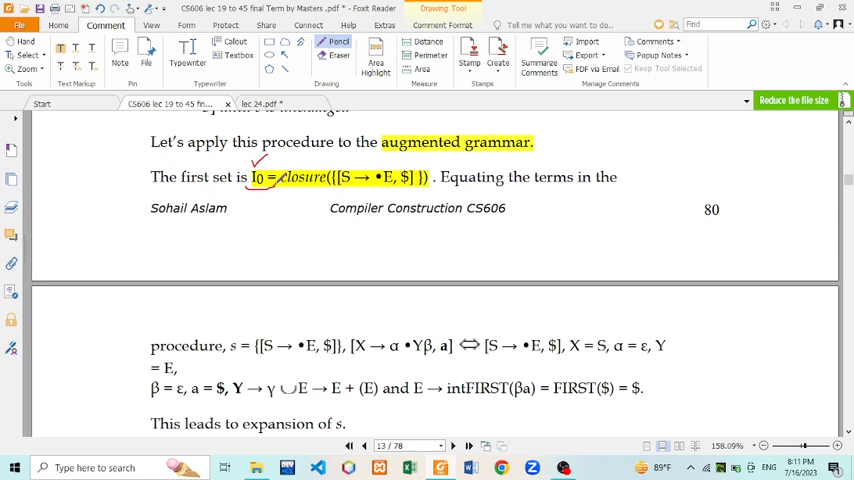 CS606 lec 19 to 45 final Term by Masters.pdf * - Foxit Reader
Drawing Tool
File Home Comment View Form Protect Share Connect Help Extras Comment Format Tell me what you want to do... Find
Hand Select Zoom Tools
Text Markup
Note File
Typewriter Callout Textbox Typewriter
Pencil Eraser Drawing
Area Highlight
Distance Perimeter Area Measure
Stamp Create Stamps
Summarize Comments Import Export FDF via Email Comments Popup Notes Keep Tool Selected Manage Comments
Start CS606 lec 19 to 45 final Term by M... × lec 24.pdf * Reduce the file size
Let's apply this procedure to the augmented grammar.
The first set is I0 = closure({[S → •E, $] }) . Equating the terms in the
Sohail Aslam Compiler Construction CS606 80
procedure, s = {[S → •E, $]}, [X → α •Yβ, a] ⇔ [S → •E, $], X = S, α = ε, Y
= E,
β = ε, a = $, Y → γ ∪E → E + (E) and E → intFIRST(βa) = FIRST($) = $.
This leads to expansion of s.
13 / 78 158.09%
Type here to search 89°F ENG 8:11 PM 7/16/2023